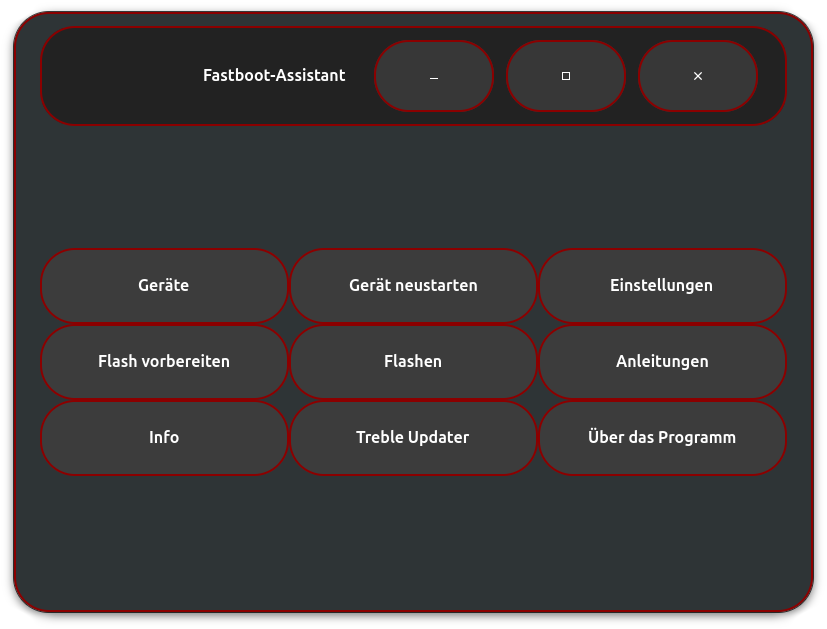 Fastboot-Assistant
Geräte Gerät neustarten Einstellungen
Flash vorbereiten Flashen Anleitungen
Info Treble Updater Über das Programm